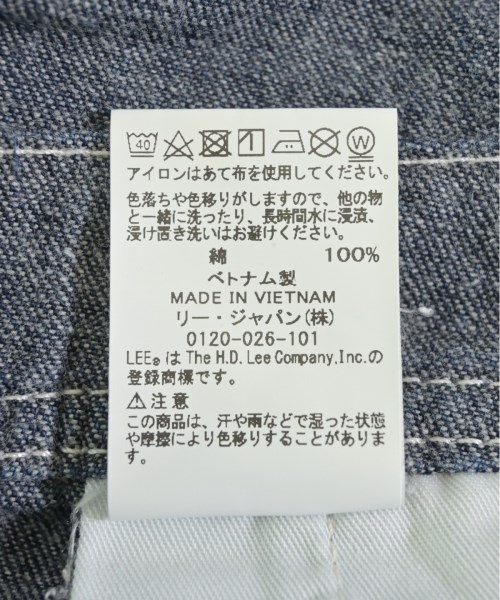 40
W
アイロンはあて布を使用してください。
色落ちや色移りがしますので、他の物
と一緒に洗ったり、長時間水に浸漬、
浸け置き洗いはお避けください。
綿 100%
ベトナム製
MADE IN VIETNAM
リー・ジャパン(株)
0120-026-101
LEE® は The H.D. Lee Company,Inc.の
登録商標です。
⚠注意
この商品は、汗や雨などで湿った状態
や摩擦により色移りすることがありま
す。